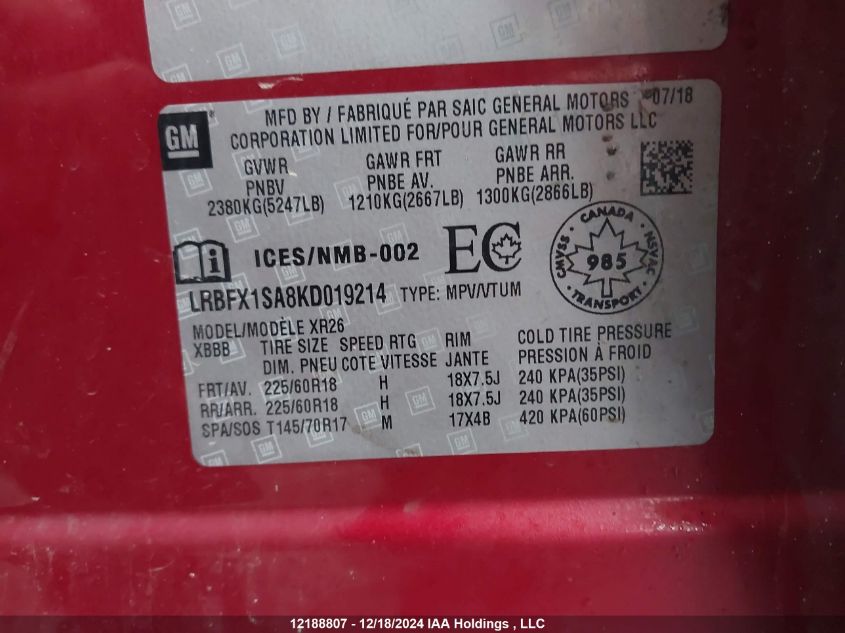 GM
MFD BY / FABRIQUÉ PAR SAIC GENERAL MOTORS 07/18
CORPORATION LIMITED FOR/POUR GENERAL MOTORS LLC
GVWR GAWR FRT GAWR RR
PNBV PNBE AV. PNBE ARR.
2380KG(5247LB) 1210KG(2667LB) 1300KG(2866LB)
ICES/NMB-002 EC
CANADA
CMVSS 985 NSVAC
TRANSPORT
LRBFX1SA8KD019214 TYPE: MPV/VTUM
MODEL/MODÈLE XR26
XBBB TIRE SIZE SPEED RTG RIM COLD TIRE PRESSURE
DIM. PNEU COTE VITESSE JANTE PRESSION À FROID
FRT/AV. 225/60R18 H 18X7.5J 240 KPA(35PSI)
RR/ARR. 225/60R18 H 18X7.5J 240 KPA(35PSI)
SPA/SOS T145/70R17 M 17X4B 420 KPA(60PSI)
12188807 - 12/18/2024 IAA Holdings , LLC